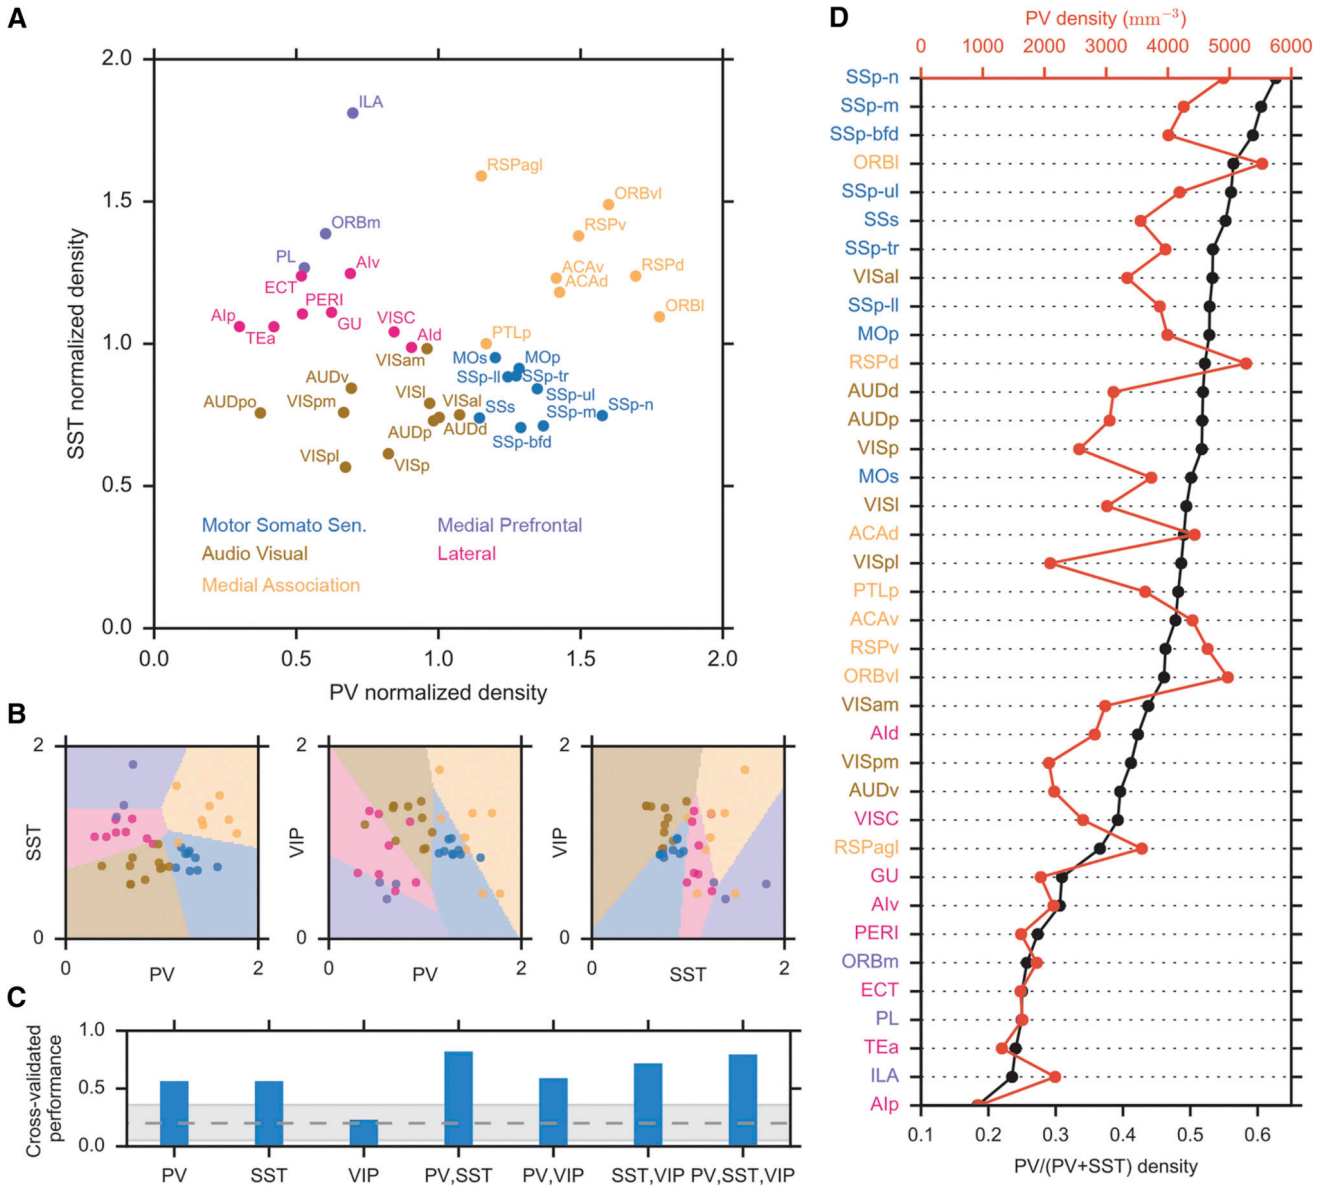 A
2.0
1.5
1.0
0.5
0.0
SST normalized density
0.0
0.5
1.0
1.5
2.0
PV normalized density
ILA
RSPagl
ORBvl
ORBm
RSPv
PL
AIv
ACAv
RSPd
ECT
ACAd
PERI
AIp
TEa
GU
VISC
ORBl
AId
PTLp
VISam
MOs
MOp
AUDv
SSp-ll
SSp-tr
AUDpo
VISpm
VISl
VISal
SSp-ul
SSs
SSp-m
SSp-n
AUDp
AUDd
SSp-bfd
VISpl
VISp
Motor Somato Sen.
Medial Prefrontal
Audio Visual
Lateral
Medial Association
B
2
SST
0
0
PV
2
2
VIP
0
0
PV
2
2
VIP
0
0
SST
2
C
1.0
0.5
0.0
Cross-validated
performance
PV
SST
VIP
PV,SST
PV,VIP
SST,VIP
PV,SST,VIP
D
PV density (mm⁻³)
0
1000
2000
3000
4000
5000
6000
SSp-n
SSp-m
SSp-bfd
ORBl
SSp-ul
SSs
SSp-tr
VISal
SSp-ll
MOp
RSPd
AUDd
AUDp
VISp
MOs
VISl
ACAd
VISpl
PTLp
ACAv
RSPv
ORBvl
VISam
AId
VISpm
AUDv
VISC
RSPagl
GU
AIv
PERI
ORBm
ECT
PL
TEa
ILA
AIp
0.1
0.2
0.3
0.4
0.5
0.6
PV/(PV+SST) density